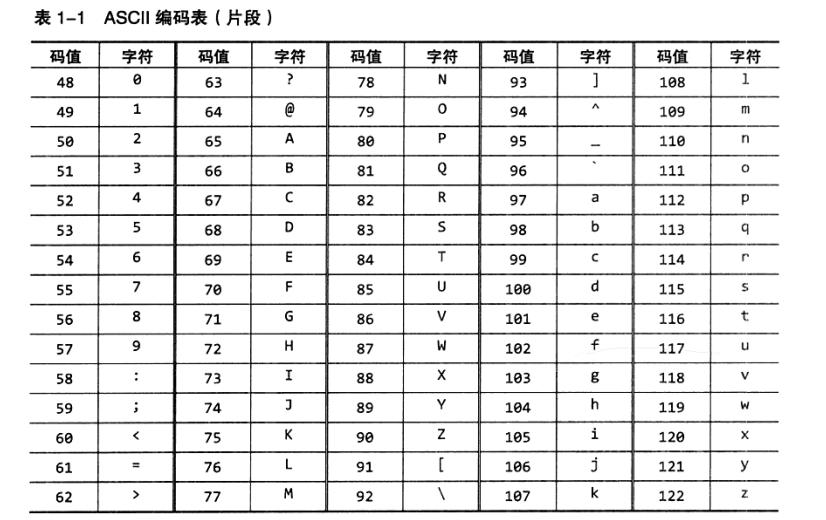 表 1-1 ASCII 编码表（片段）
码值 字符 码值 字符 码值 字符 码值 字符 码值 字符
48 0 63 ? 78 N 93 ] 108 l
49 1 64 @ 79 O 94 ^ 109 m
50 2 65 A 80 P 95 _ 110 n
51 3 66 B 81 Q 96 ` 111 o
52 4 67 C 82 R 97 a 112 p
53 5 68 D 83 S 98 b 113 q
54 6 69 E 84 T 99 c 114 r
55 7 70 F 85 U 100 d 115 s
56 8 71 G 86 V 101 e 116 t
57 9 72 H 87 W 102 f 117 u
58 : 73 I 88 X 103 g 118 v
59 ; 74 J 89 Y 104 h 119 w
60 < 75 K 90 Z 105 i 120 x
61 = 76 L 91 [ 106 j 121 y
62 > 77 M 92 \ 107 k 122 z